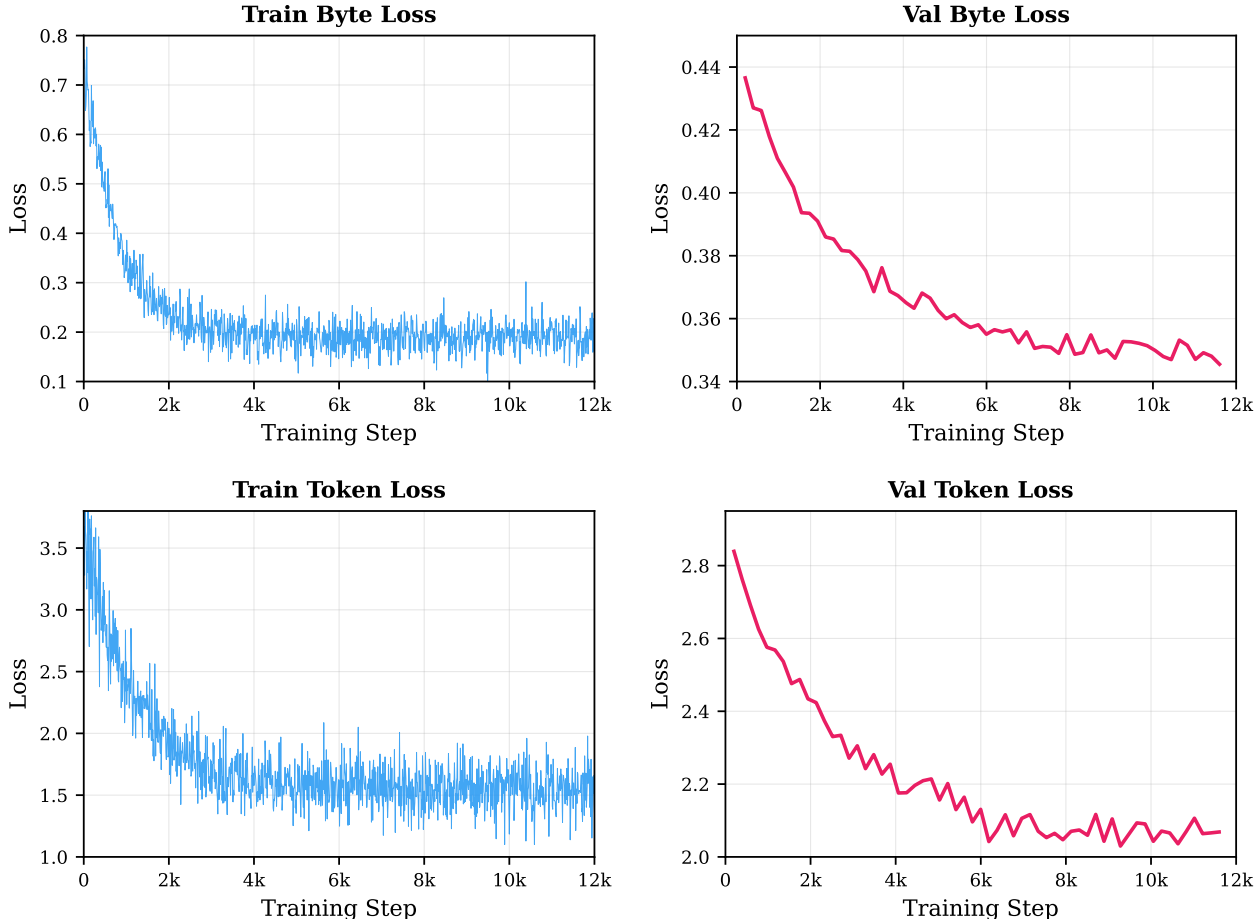 Train Byte Loss
0.8
0.7
0.6
0.5
0.4
0.3
0.2
0.1
Loss
0
2k
4k
6k
8k
10k
12k
Training Step
Val Byte Loss
0.44
0.42
0.40
0.38
0.36
0.34
Loss
0
2k
4k
6k
8k
10k
12k
Training Step
Train Token Loss
3.5
3.0
2.5
2.0
1.5
1.0
Loss
0
2k
4k
6k
8k
10k
12k
Training Step
Val Token Loss
2.8
2.6
2.4
2.2
2.0
Loss
0
2k
4k
6k
8k
10k
12k
Training Step